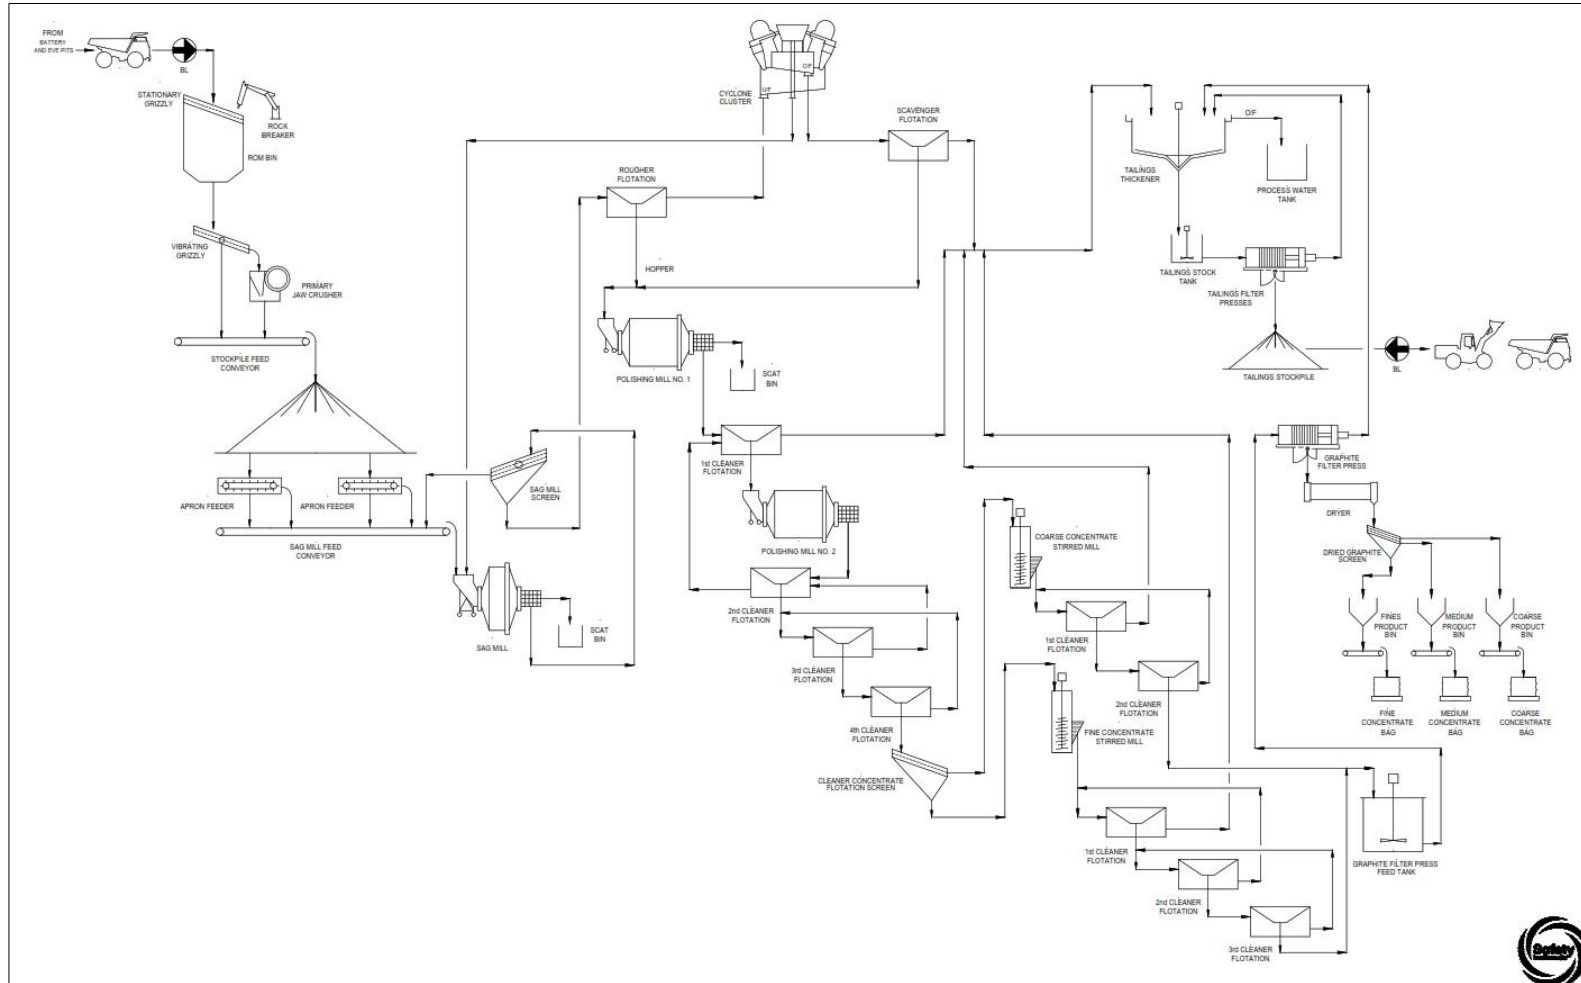 FROM
BATTERY
AND EVE PITS
BL
STATIONARY
GRIZZLY
ROCK
BREAKER
ROM BIN
VIBRATING
GRIZZLY
PRIMARY
JAW CRUSHER
STOCKPILE FEED
CONVEYOR
APRON FEEDER
APRON FEEDER
SAG MILL FEED
CONVEYOR
SAG MILL
SCREEN
SAG MILL
SCAT
BIN
CYCLONE
CLUSTER
U/F
O/F
SCAVENGER
FLOTATION
ROUGHER
FLOTATION
HOPPER
POLISHING MILL NO. 1
SCAT
BIN
1st CLEANER
FLOTATION
POLISHING MILL NO. 2
2nd CLEANER
FLOTATION
3rd CLEANER
FLOTATION
4th CLEANER
FLOTATION
CLEANER CONCENTRATE
FLOTATION SCREEN
COARSE CONCENTRATE
STIRRED MILL
1st CLEANER
FLOTATION
2nd CLEANER
FLOTATION
FINE CONCENTRATE
STIRRED MILL
1st CLEANER
FLOTATION
2nd CLEANER
FLOTATION
3rd CLEANER
FLOTATION
O/F
TAILINGS
THICKENER
PROCESS WATER
TANK
TAILINGS STOCK
TANK
TAILINGS FILTER
PRESSES
TAILINGS STOCKPILE
BL
GRAPHITE
FILTER PRESS
DRYER
DRIED GRAPHITE
SCREEN
FINES
PRODUCT
BIN
MEDIUM
PRODUCT
BIN
COARSE
PRODUCT
BIN
FINE
CONCENTRATE
BAG
MEDIUM
CONCENTRATE
BAG
COARSE
CONCENTRATE
BAG
GRAPHITE FILTER PRESS
FEED TANK
Safety